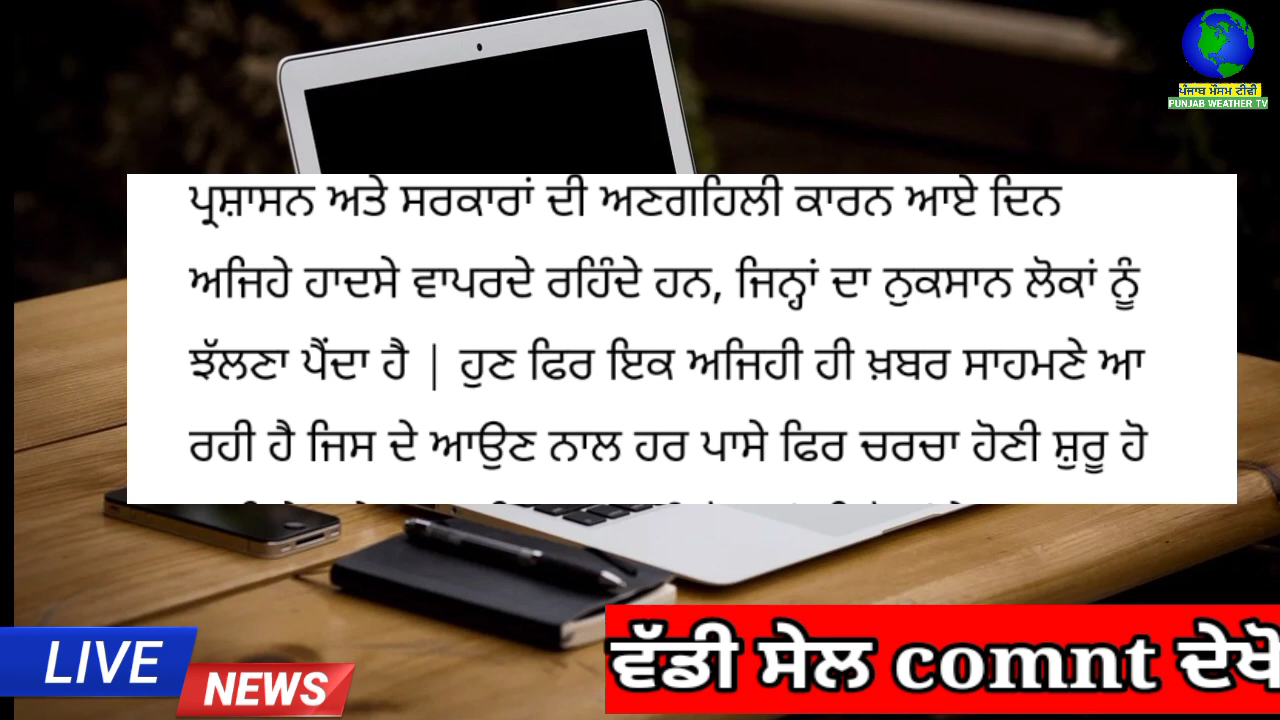 ਪੰਜਾਬ ਮੌਸਮ ਟੀਵੀ
PUNJAB WEATHER TV
ਪ੍ਰਸ਼ਾਸਨ ਅਤੇ ਸਰਕਾਰਾਂ ਦੀ ਅਣਗਹਿਲੀ ਕਾਰਨ ਆਏ ਦਿਨ
ਅਜਿਹੇ ਹਾਦਸੇ ਵਾਪਰਦੇ ਰਹਿੰਦੇ ਹਨ, ਜਿਨ੍ਹਾਂ ਦਾ ਨੁਕਸਾਨ ਲੋਕਾਂ ਨੂੰ
ਝੱਲਣਾ ਪੈਂਦਾ ਹੈ | ਹੁਣ ਫਿਰ ਇਕ ਅਜਿਹੀ ਹੀ ਖ਼ਬਰ ਸਾਹਮਣੇ ਆ
ਰਹੀ ਹੈ ਜਿਸ ਦੇ ਆਉਣ ਨਾਲ ਹਰ ਪਾਸੇ ਫਿਰ ਚਰਚਾ ਹੋਣੀ ਸ਼ੁਰੂ ਹੋ
LIVE
NEWS
ਵੱਡੀ ਸੇਲ comnt ਦੇਖੋ